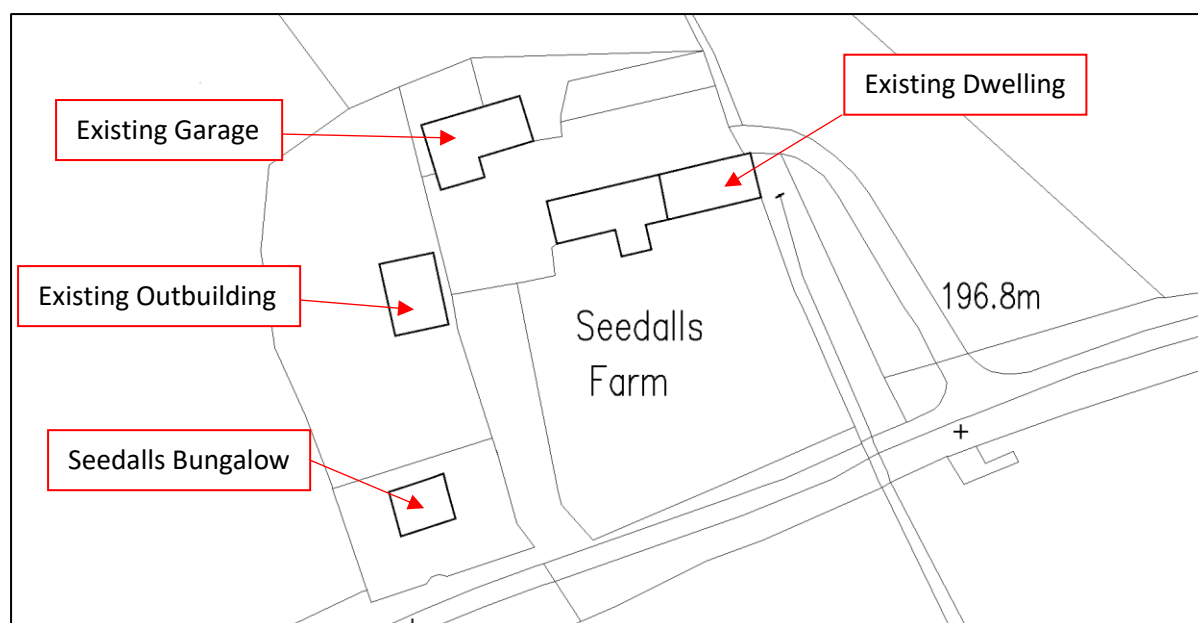 Existing Dwelling
Existing Garage
Existing Outbuilding
196.8m
Seedalls
Farm
Seedalls Bungalow